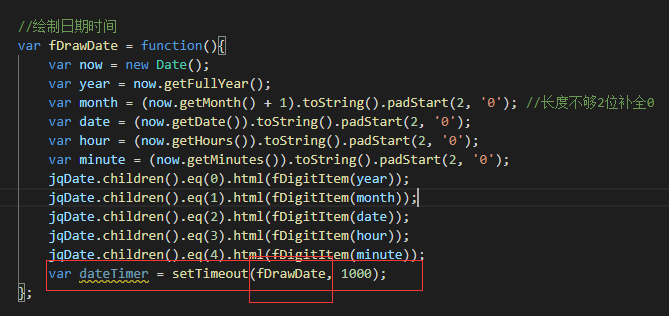 //绘制日期时间
var fDrawDate = function(){
var now = new Date();
var year = now.getFullYear();
var month = (now.getMonth() + 1).toString().padStart(2, '0'); //长度不够2位补全0
var date = (now.getDate()).toString().padStart(2, '0');
var hour = (now.getHours()).toString().padStart(2, '0');
var minute = (now.getMinutes()).toString().padStart(2, '0');
jqDate.children().eq(0).html(fDigitItem(year));
jqDate.children().eq(1).html(fDigitItem(month));
jqDate.children().eq(2).html(fDigitItem(date));
jqDate.children().eq(3).html(fDigitItem(hour));
jqDate.children().eq(4).html(fDigitItem(minute));
var dateTimer = setTimeout(fDrawDate, 1000);
};